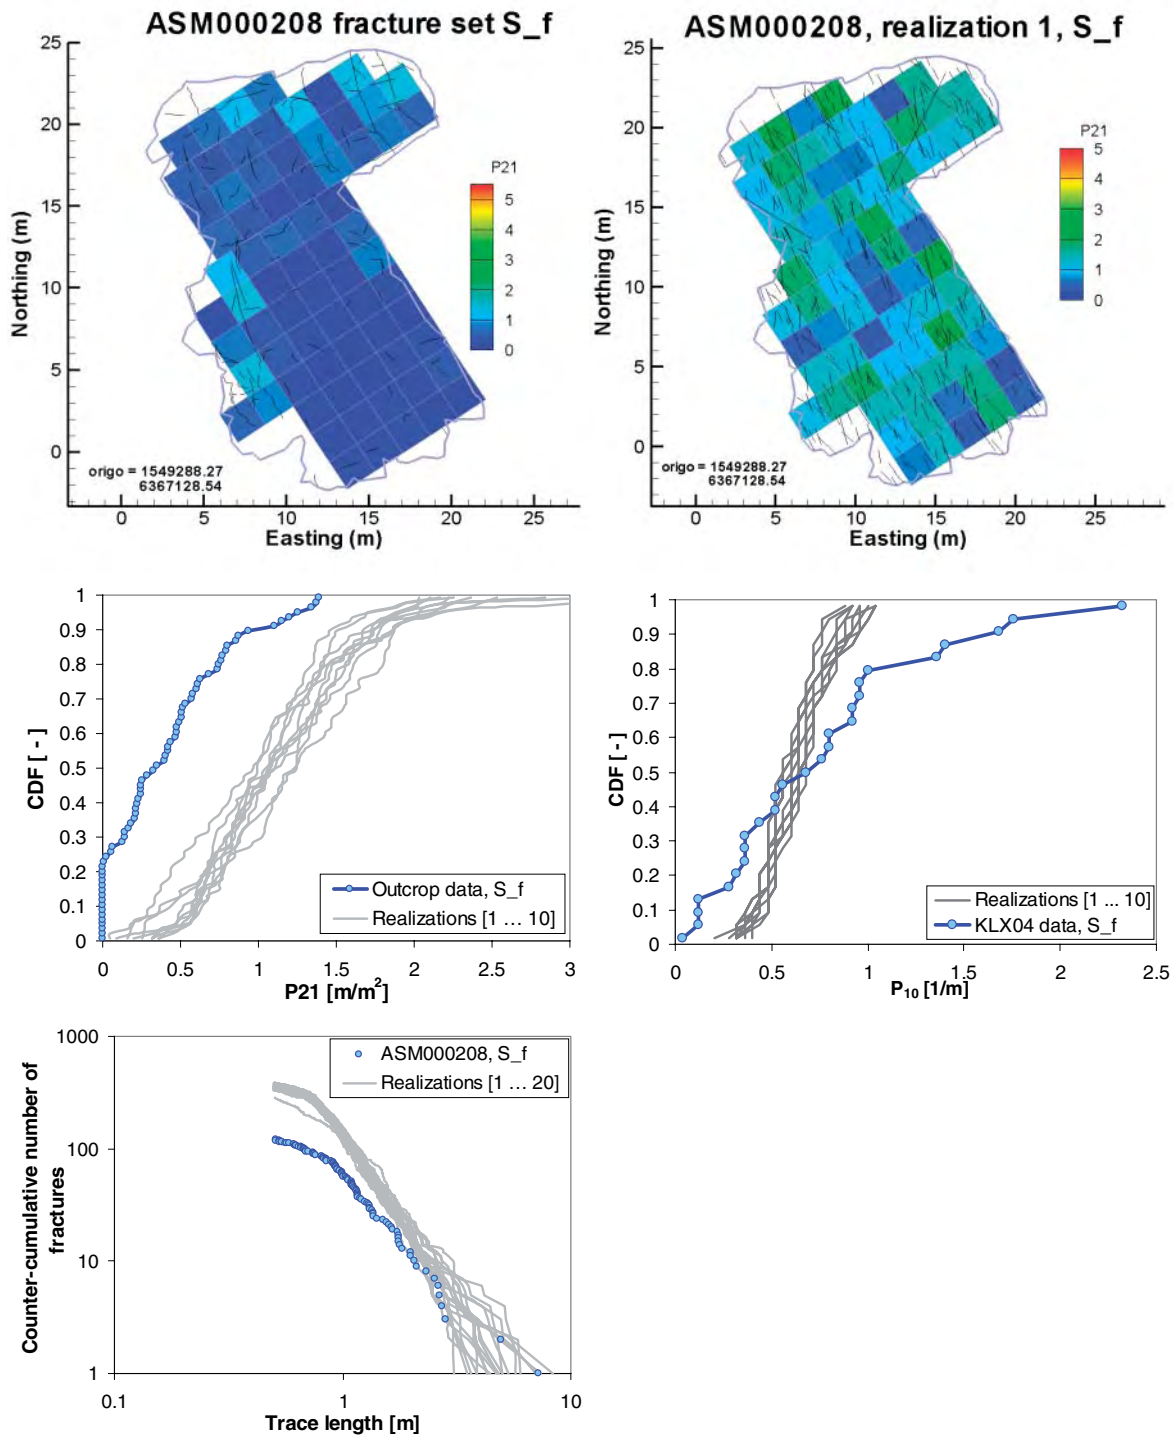 ASM000208 fracture set S_f
25
20
15
10
5
0
Northing (m)
P21
5
4
3
2
1
0
origo = 1549288.27
6367128.54
0 5 10 15 20 25
Easting (m)
ASM000208, realization 1, S_f
25
20
15
10
5
0
Northing (m)
P21
5
4
3
2
1
0
origo = 1549288.27
6367128.54
0 5 10 15 20 25
Easting (m)
1
0.9
0.8
0.7
0.6
0.5
0.4
0.3
0.2
0.1
0
CDF [ - ]
Outcrop data, S_f
Realizations [1 … 10]
0 0.5 1 1.5 2 2.5 3
P21 [m/m²]
1
0.9
0.8
0.7
0.6
0.5
0.4
0.3
0.2
0.1
0
CDF [ - ]
Realizations [1 ... 10]
KLX04 data, S_f
0 0.5 1 1.5 2 2.5
P₁₀ [1/m]
1000
100
10
1
Counter-cumulative number of
fractures
ASM000208, S_f
Realizations [1 … 20]
0.1 1 10
Trace length [m]